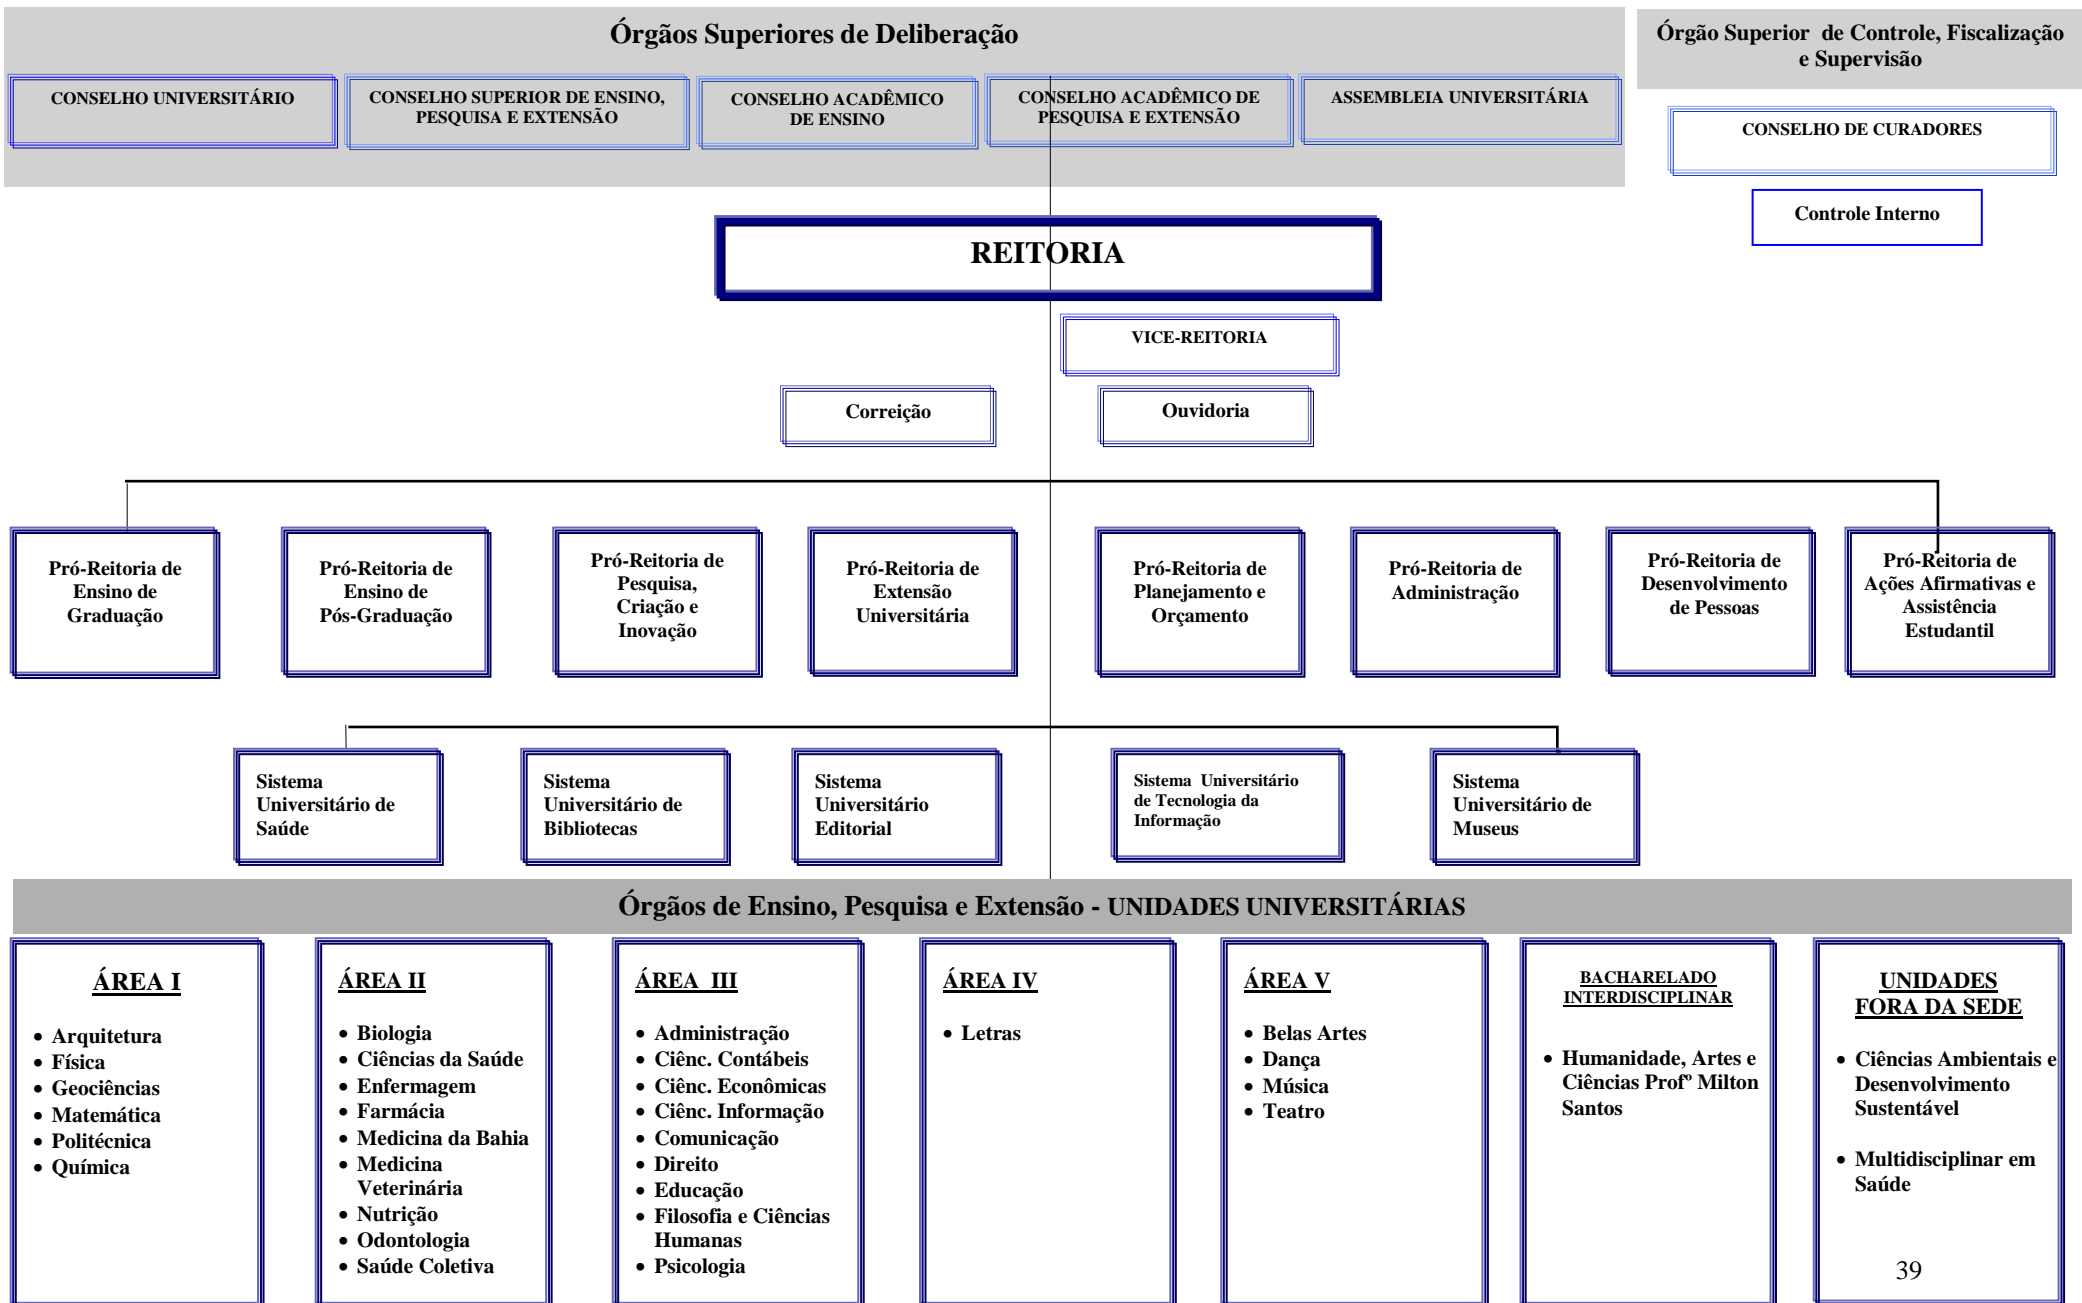 Órgãos Superiores de Deliberação
CONSELHO UNIVERSITÁRIO
CONSELHO SUPERIOR DE ENSINO,
PESQUISA E EXTENSÃO
CONSELHO ACADÊMICO
DE ENSINO
CONSELHO ACADÊMICO DE
PESQUISA E EXTENSÃO
ASSEMBLEIA UNIVERSITÁRIA
Órgão Superior de Controle, Fiscalização
e Supervisão
CONSELHO DE CURADORES
Controle Interno
REITORIA
VICE-REITORIA
Correição
Ouvidoria
Pró-Reitoria de
Ensino de
Graduação
Pró-Reitoria de
Ensino de
Pós-Graduação
Pró-Reitoria de
Pesquisa,
Criação e
Inovação
Pró-Reitoria de
Extensão
Universitária
Pró-Reitoria de
Planejamento e
Orçamento
Pró-Reitoria de
Administração
Pró-Reitoria de
Desenvolvimento
de Pessoas
Pró-Reitoria de
Ações Afirmativas e
Assistência
Estudantil
Sistema
Universitário de
Saúde
Sistema
Universitário de
Bibliotecas
Sistema
Universitário
Editorial
Sistema Universitário
de Tecnologia da
Informação
Sistema
Universitário de
Museus
Órgãos de Ensino, Pesquisa e Extensão - UNIDADES UNIVERSITÁRIAS
ÁREA I
• Arquitetura
• Física
• Geociências
• Matemática
• Politécnica
• Química
ÁREA II
• Biologia
• Ciências da Saúde
• Enfermagem
• Farmácia
• Medicina da Bahia
• Medicina
Veterinária
• Nutrição
• Odontologia
• Saúde Coletiva
ÁREA III
• Administração
• Ciênc. Contábeis
• Ciênc. Econômicas
• Ciênc. Informação
• Comunicação
• Direito
• Educação
• Filosofia e Ciências
Humanas
• Psicologia
ÁREA IV
• Letras
ÁREA V
• Belas Artes
• Dança
• Música
• Teatro
BACHARELADO
INTERDISCIPLINAR
• Humanidade, Artes e
Ciências Profº Milton
Santos
UNIDADES
FORA DA SEDE
• Ciências Ambientais e
Desenvolvimento
Sustentável
• Multidisciplinar em
Saúde
39